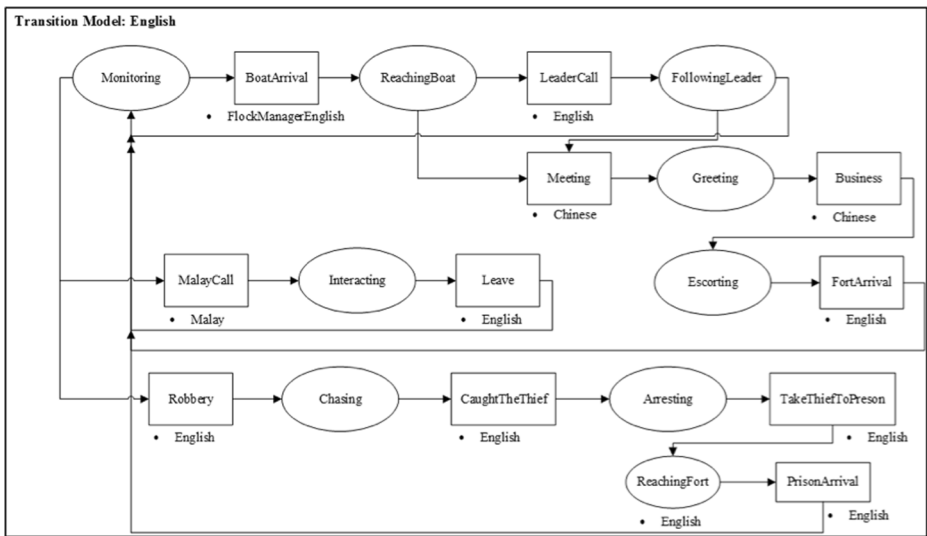 Transition Model: English
Monitoring
BoatArrival
ReachingBoat
LeaderCall
FollowingLeader
• FlockManagerEnglish
• English
Meeting
Greeting
Business
• Chinese
• Chinese
MalayCall
Interacting
Leave
Escorting
FortArrival
• Malay
• English
• English
Robbery
Chasing
CaughtTheThief
Arresting
TakeThiefToPreson
• English
• English
• English
ReachingFort
PrisonArrival
• English
• English